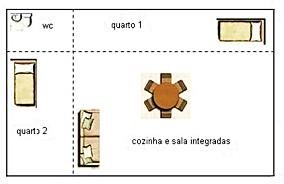 wc
quarto 1
quarto 2
cozinha e sala integradas